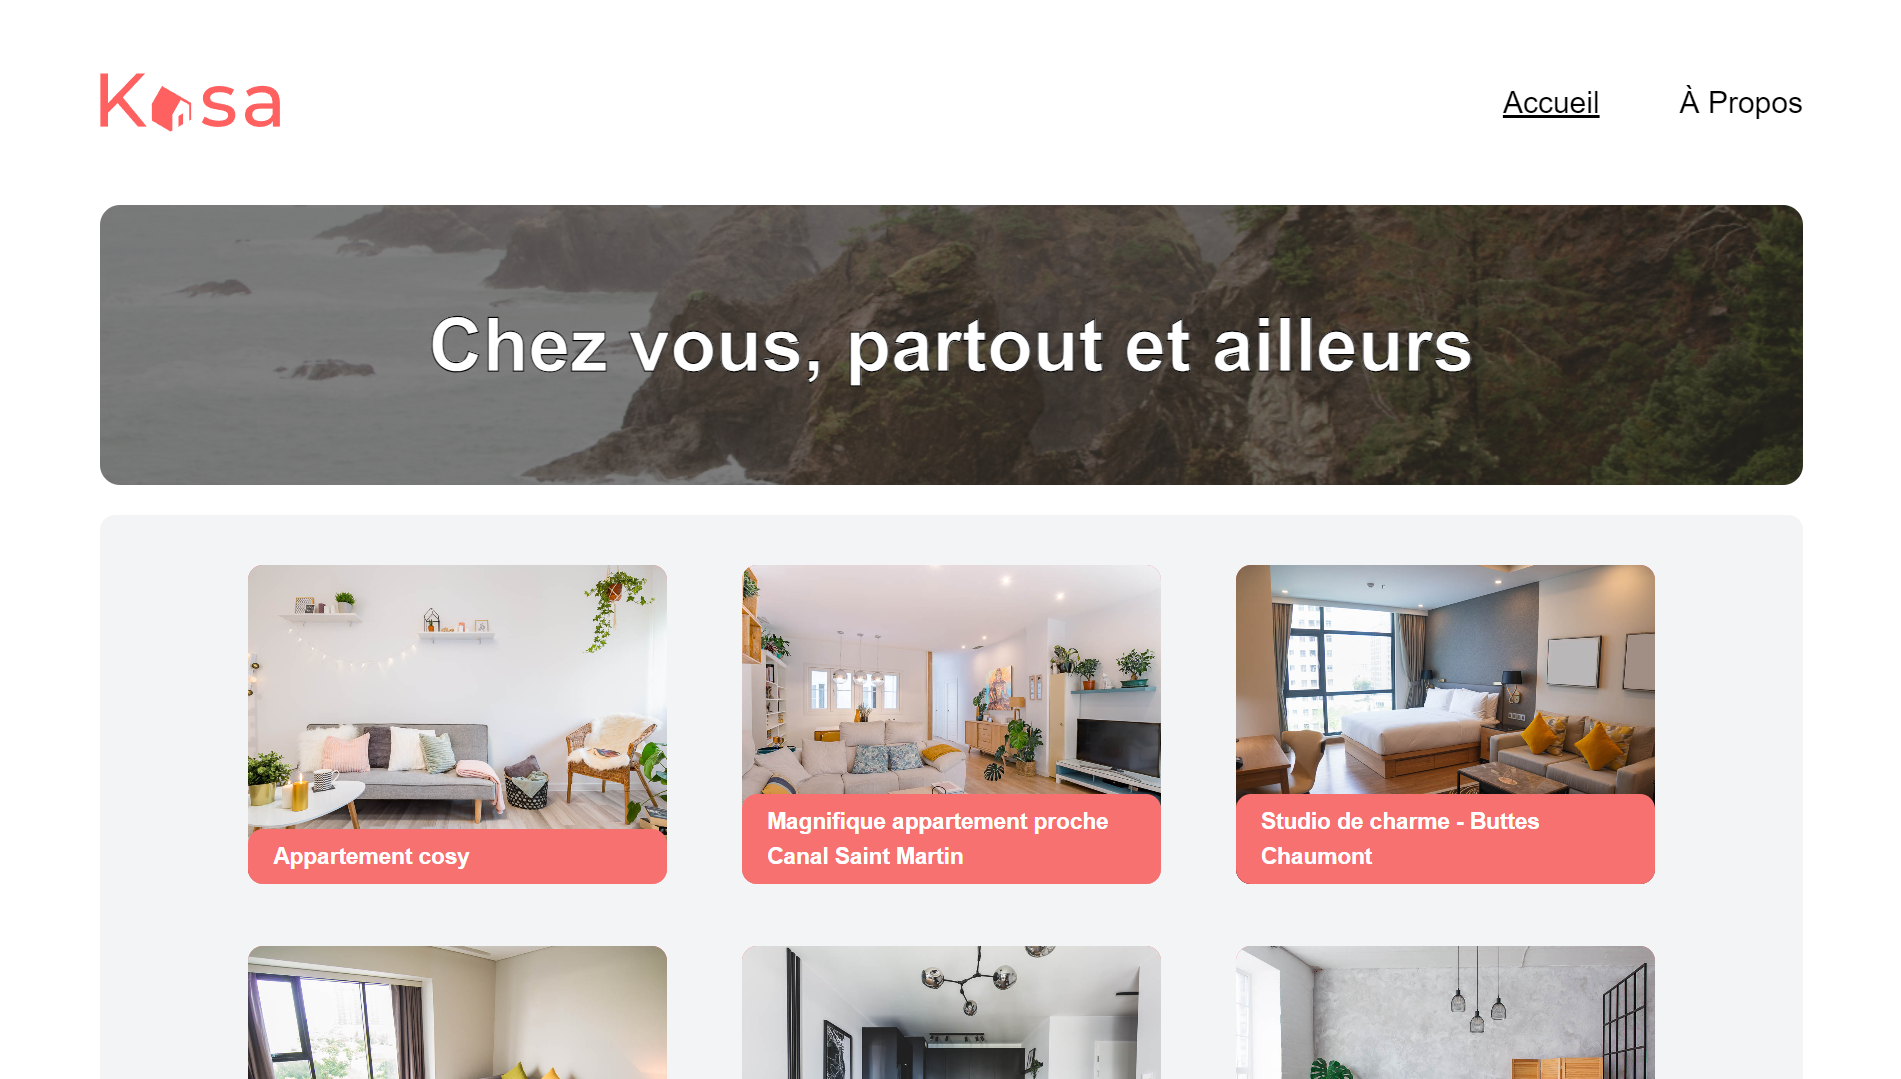 Kasa
Accueil
À Propos
Chez vous, partout et ailleurs
Appartement cosy
Magnifique appartement proche
Canal Saint Martin
Studio de charme - Buttes
Chaumont